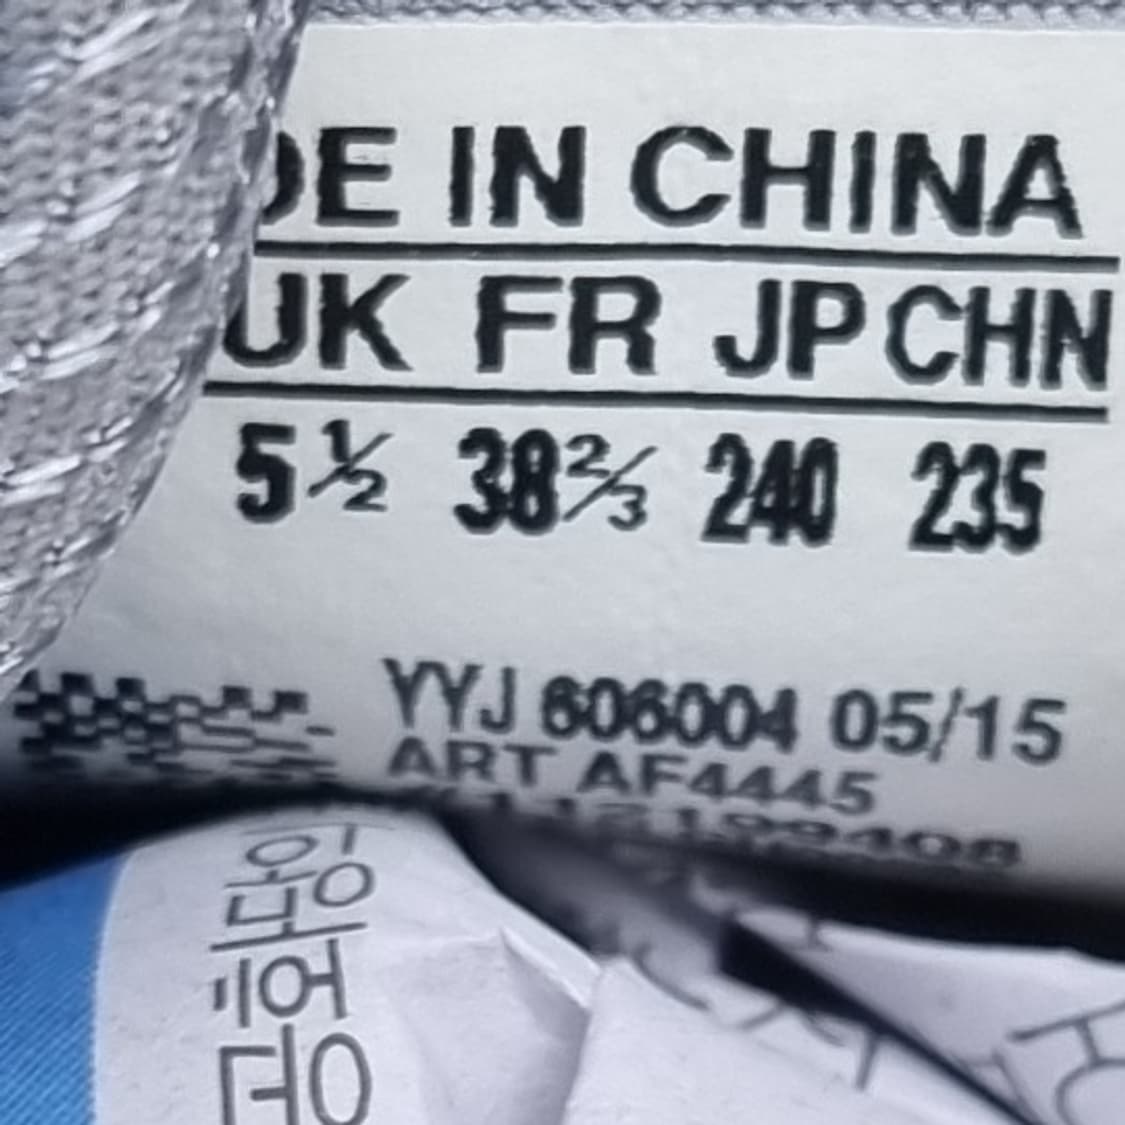 DE IN CHINA
UK FR JP CHN
5½ 38⅔ 240 235
YYJ 606004 05/15
ART AF4445